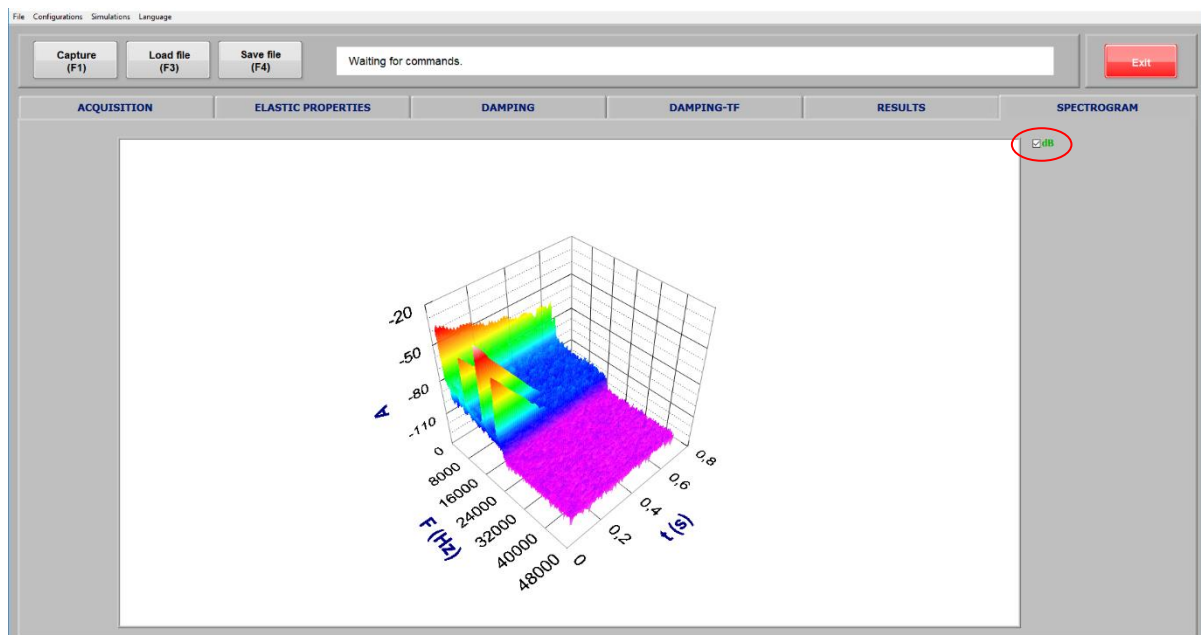 File Configurations Simulations Language
Capture
(F1)
Load file
(F3)
Save file
(F4)
Waiting for commands.
Exit
ACQUISITION ELASTIC PROPERTIES DAMPING DAMPING-TF RESULTS SPECTROGRAM
dB
-20
-50
-80
-110
A
0
8000
16000
24000
32000
40000
48000
F (Hz)
0
0,2
0,4
0,6
0,8
t (s)